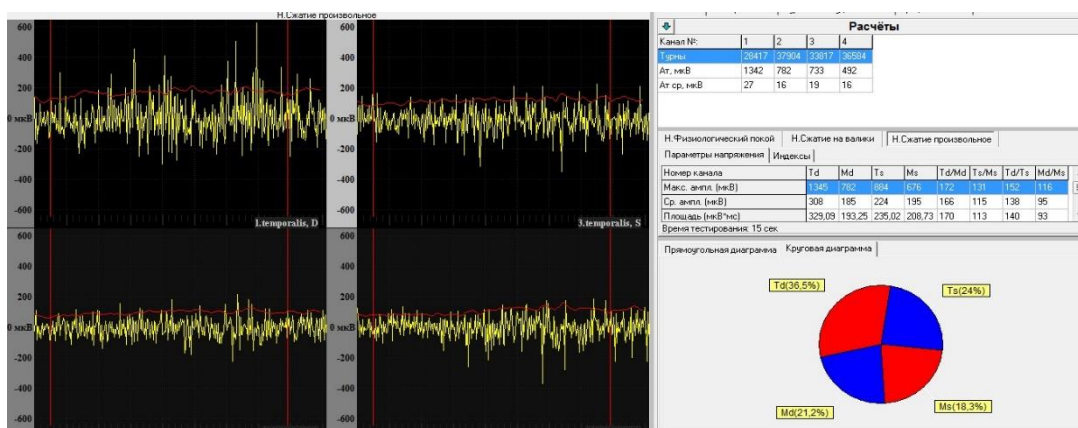 Н.Сжатие произвольное
600
400
200
0 мкВ
-200
-400
-600
1.temporalis, D
600
400
200
0 мкВ
-200
-400
-600
3.temporalis, S
600
400
200
0 мкВ
-200
-400
-600
600
400
200
0 мкВ
-200
-400
-600
Расчёты
Канал №: 1 2 3 4
Турны 28417 37904 33817 36584
Ат, мкВ 1342 782 733 492
Ат ср, мкВ 27 16 19 16
Н.Физиологический покой Н.Сжатие на валики Н.Сжатие произвольное
Параметры напряжения Индексы
Номер канала Td Md Ts Ms Td/Md Ts/Ms Td/Ts Md/Ms
Макс. ампл. (мкВ) 1345 782 884 676 172 131 152 116
Ср. ампл. (мкВ) 308 185 224 195 166 115 138 95
Площадь (мкВ*мс) 329,09 193,25 235,02 208,73 170 113 140 93
Время тестирования: 15 сек
Прямоугольная диаграмма Круговая диаграмма
Td(36,5%)
Ts(24%)
Md(21,2%)
Ms(18,3%)